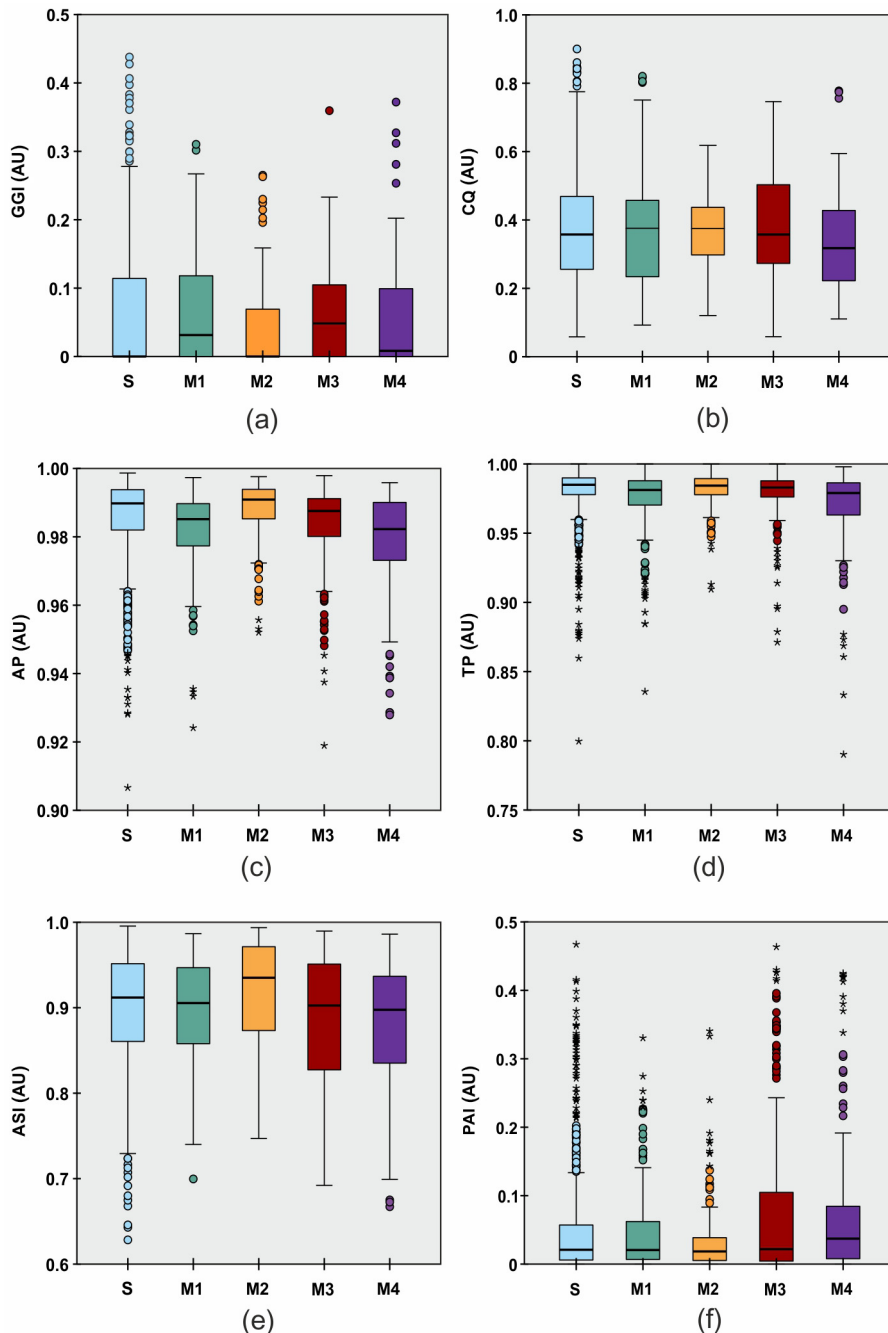 0.5
0.4
0.3
0.2
0.1
0
GGI (AU)
S M1 M2 M3 M4
(a)
1.0
0.8
0.6
0.4
0.2
0
CQ (AU)
S M1 M2 M3 M4
(b)
1.00
0.98
0.96
0.94
0.92
0.90
AP (AU)
S M1 M2 M3 M4
(c)
1.00
0.95
0.90
0.85
0.80
0.75
TP (AU)
S M1 M2 M3 M4
(d)
1.0
0.9
0.8
0.7
0.6
ASI (AU)
S M1 M2 M3 M4
(e)
0.5
0.4
0.3
0.2
0.1
0
PAI (AU)
S M1 M2 M3 M4
(f)